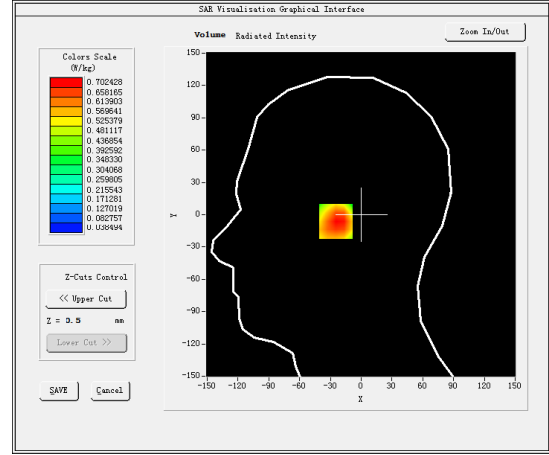 SAR Visualisation Graphical Interface
Volume Radiated Intensity
Zoom In/Out
Colors Scale
(W/kg)
0.702428
0.658165
0.613903
0.569641
0.525379
0.481117
0.436854
0.392592
0.348330
0.304068
0.259805
0.215543
0.171281
0.127019
0.082757
0.038494
Z-Cuts Control
<< Upper Cut
Z = 3.5 mm
Lower Cut >>
SAVE Cancel
150
120
90
60
30
0
-30
-60
-90
-120
-150
Y
-150 -120 -90 -60 -30 0 30 60 90 120 150
X